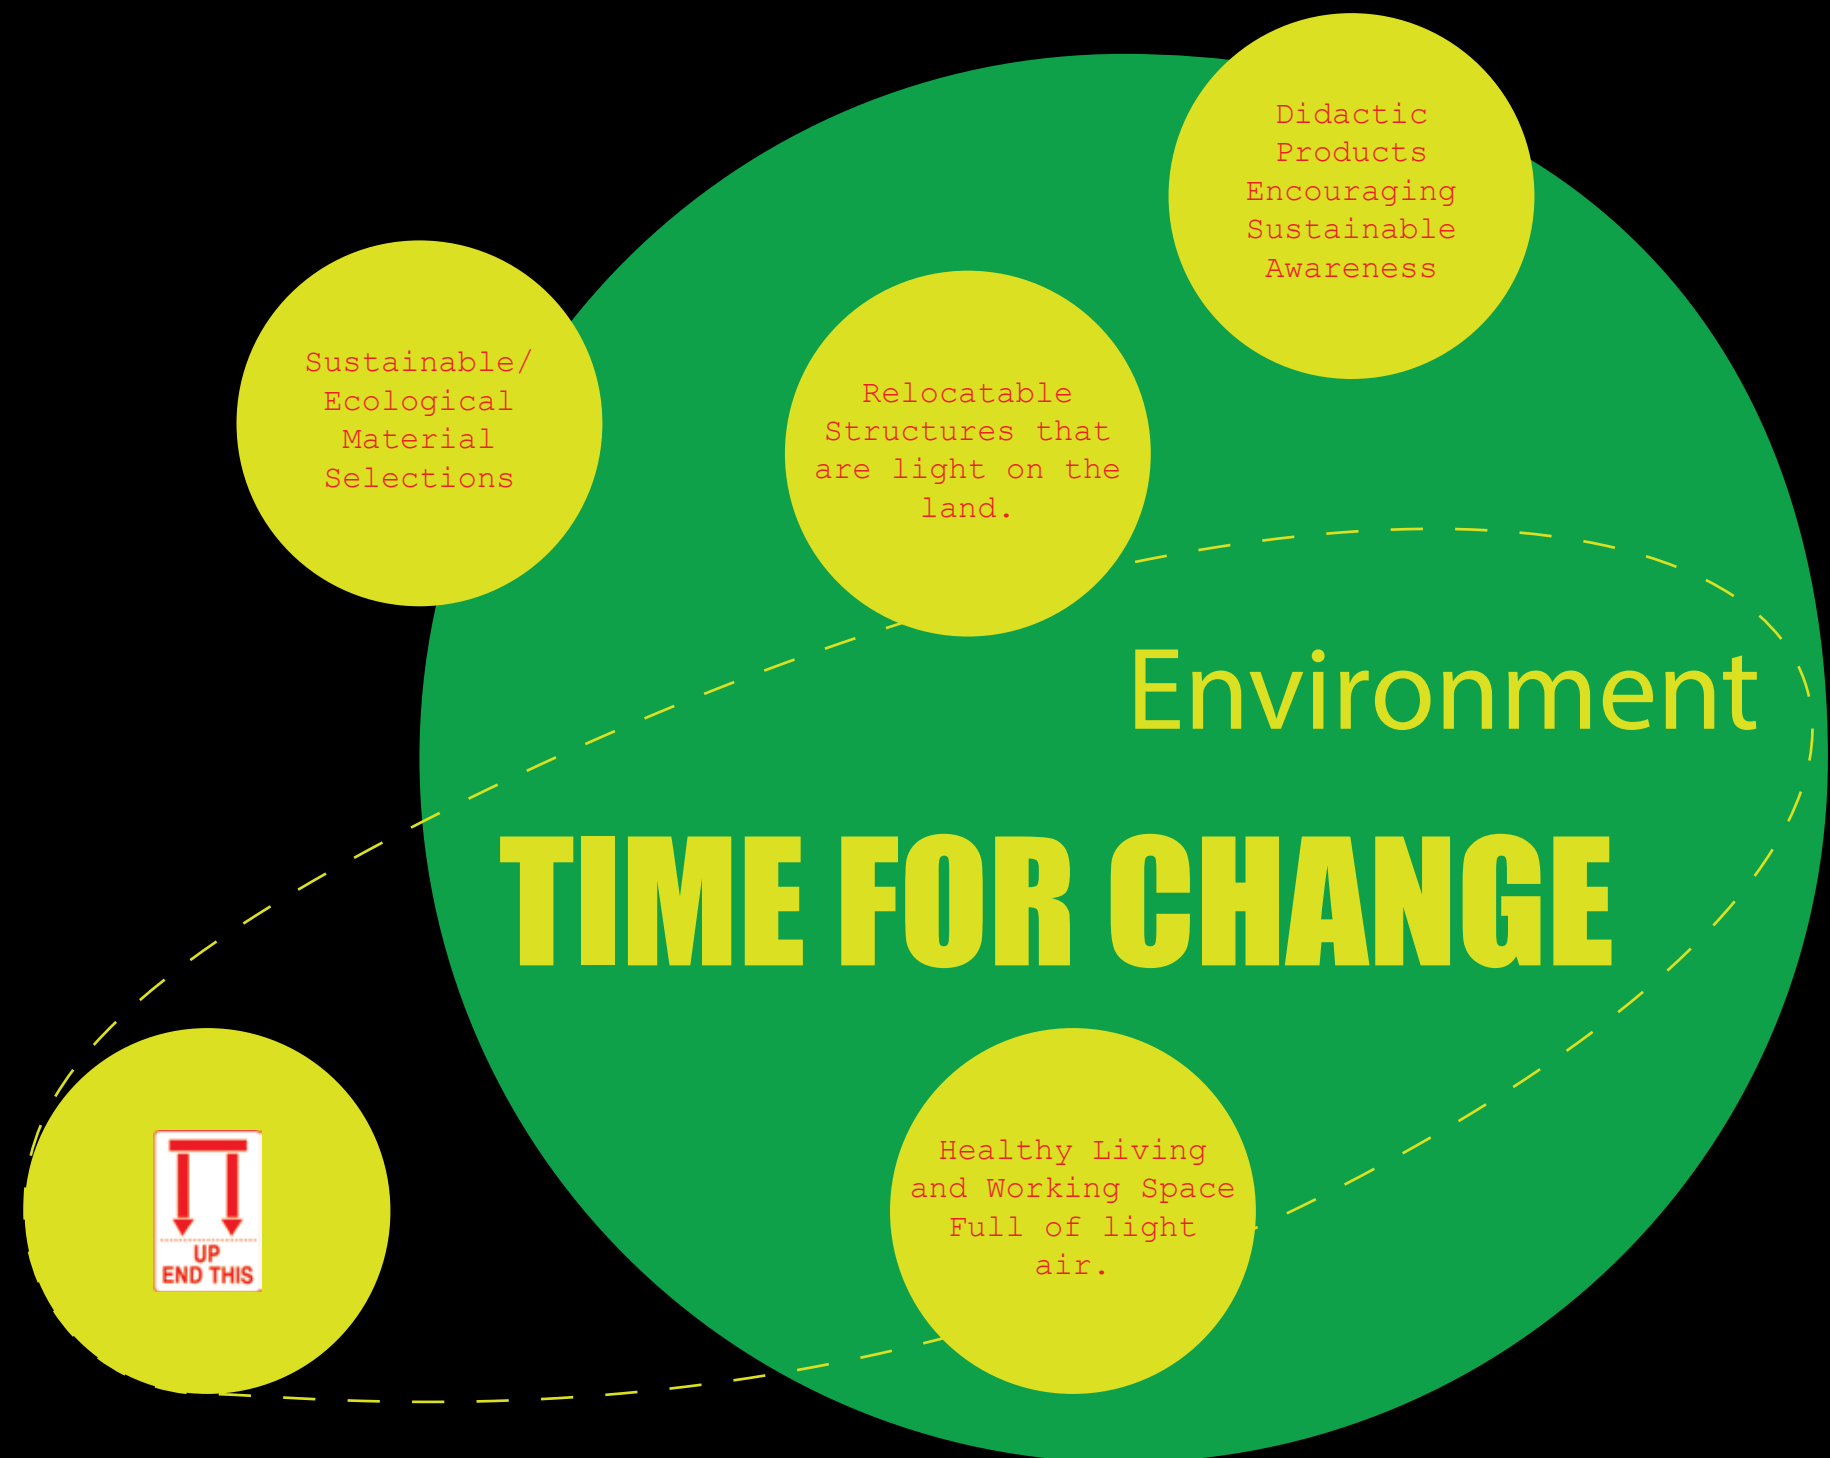 Didactic
Products
Encouraging
Sustainable
Awareness
Sustainable/
Ecological
Material
Selections
Relocatable
Structures that
are light on the
land.
Environment
TIME FOR CHANGE
UP
END THIS
Healthy Living
and Working Space
Full of light
air.